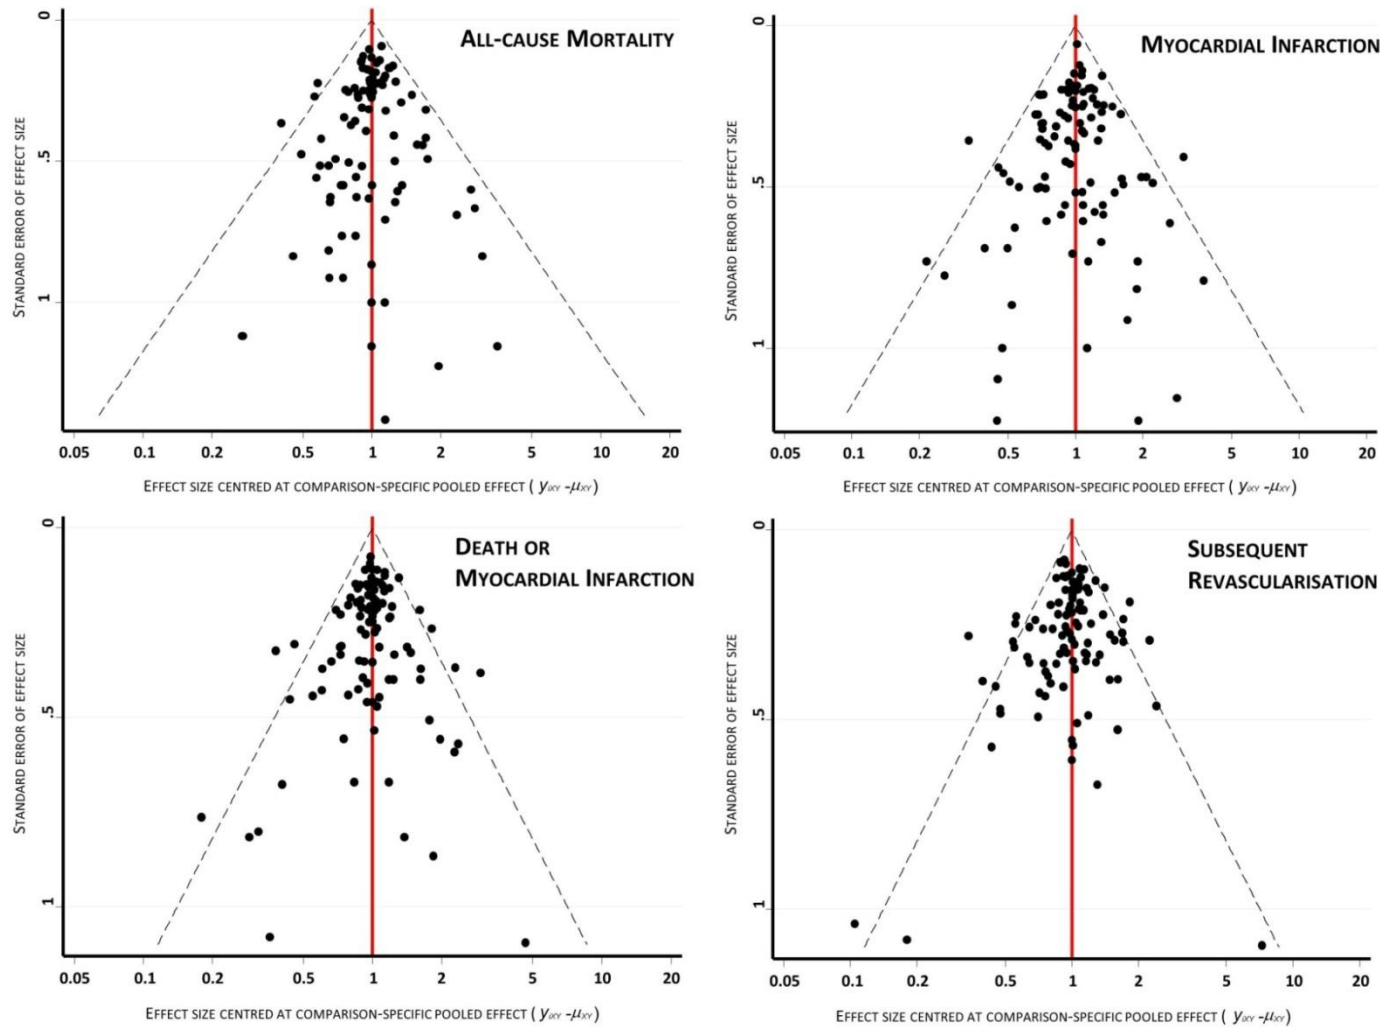 ALL-CAUSE MORTALITY
STANDARD ERROR OF EFFECT SIZE
0
.5
1
0.05 0.1 0.2 0.5 1 2 5 10 20
EFFECT SIZE CENTRED AT COMPARISON-SPECIFIC POOLED EFFECT ( yiXY -μXY)
MYOCARDIAL INFARCTION
STANDARD ERROR OF EFFECT SIZE
0
.5
1
0.05 0.1 0.2 0.5 1 2 5 10 20
EFFECT SIZE CENTRED AT COMPARISON-SPECIFIC POOLED EFFECT ( yiXY -μXY)
DEATH OR
MYOCARDIAL INFARCTION
STANDARD ERROR OF EFFECT SIZE
0
.5
1
0.05 0.1 0.2 0.5 1 2 5 10 20
EFFECT SIZE CENTRED AT COMPARISON-SPECIFIC POOLED EFFECT ( yiXY -μXY)
SUBSEQUENT
REVASCULARISATION
STANDARD ERROR OF EFFECT SIZE
0
.5
1
0.05 0.1 0.2 0.5 1 2 5 10 20
EFFECT SIZE CENTRED AT COMPARISON-SPECIFIC POOLED EFFECT ( yiXY -μXY)